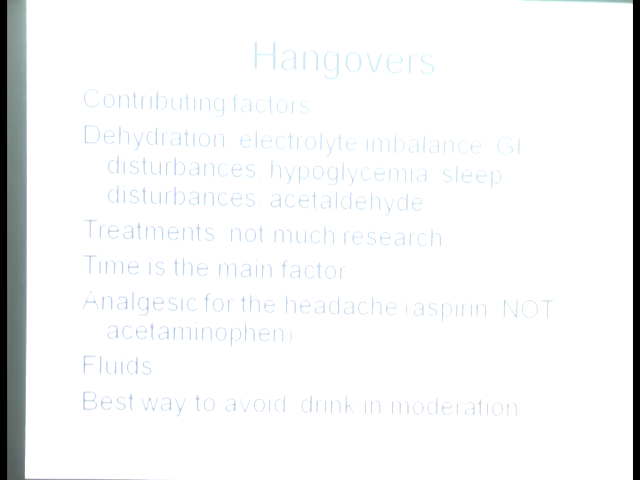 Hangovers
Contributing factors
Dehydration electrolyte imbalance GI
disturbances hypoglycemia sleep
disturbances acetaldehyde
Treatments not much research
Time is the main factor
Analgesic for the headache (aspirin NOT
acetaminophen)
Fluids
Best way to avoid drink in moderation